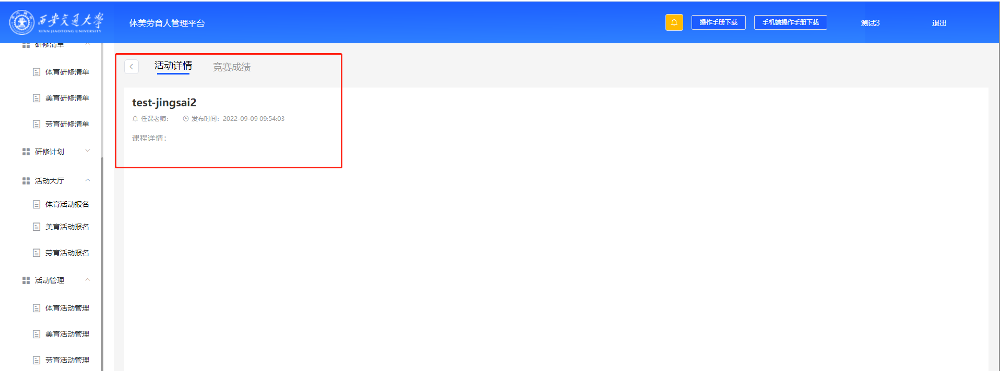 西安交通大学
XI'AN JIAOTONG UNIVERSITY
体美劳育人管理平台
操作手册下载
手机端操作手册下载
测试3
退出
研修清单
体育研修清单
美育研修清单
劳育研修清单
研修计划
活动大厅
体育活动报名
美育活动报名
劳育活动报名
活动管理
体育活动管理
美育活动管理
劳育活动管理
活动详情
竞赛成绩
test-jingsai2
任课老师： 发布时间：2022-09-09 09:54:03
课程详情：